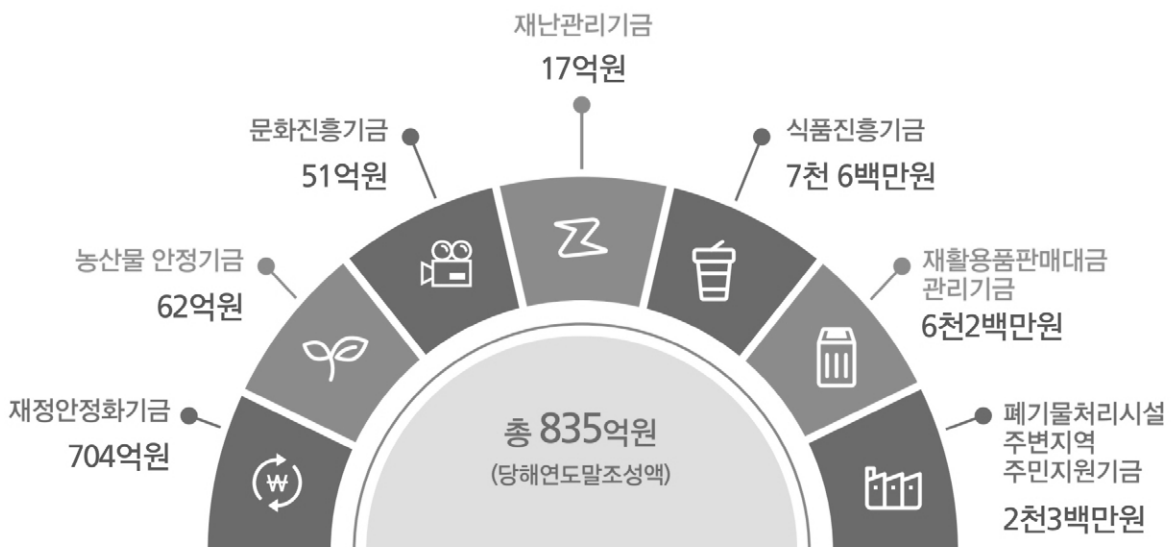 재난관리기금
17억원
문화진흥기금
51억원
식품진흥기금
7천 6백만원
농산물 안정기금
62억원
재활용품판매대금
관리기금
6천2백만원
재정안정화기금
704억원
폐기물처리시설
주변지역
주민지원기금
2천3백만원
총 835억원
(당해연도말조성액)
₩